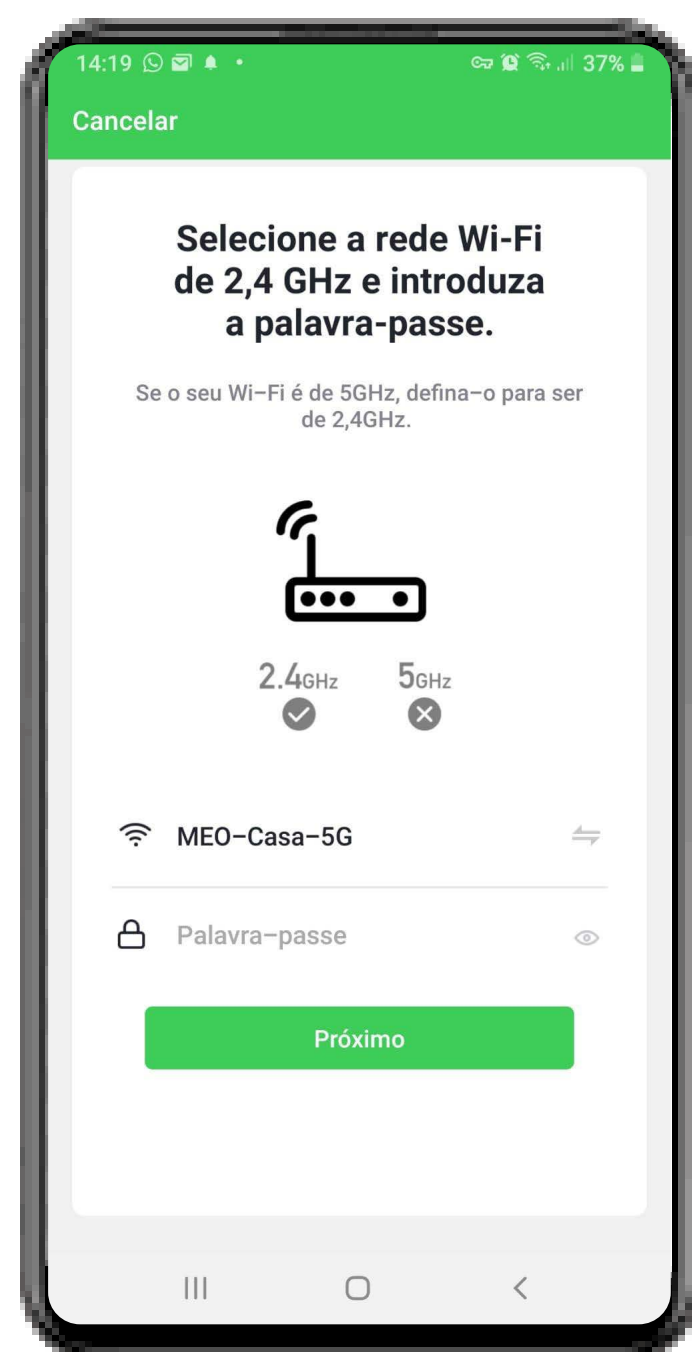 14:19 37%
Cancelar
Selecione a rede Wi-Fi
de 2,4 GHz e introduza
a palavra-passe.
Se o seu Wi-Fi é de 5GHz, defina-o para ser
de 2,4GHz.
2.4GHz 5GHz
MEO-Casa-5G
Palavra-passe
Próximo